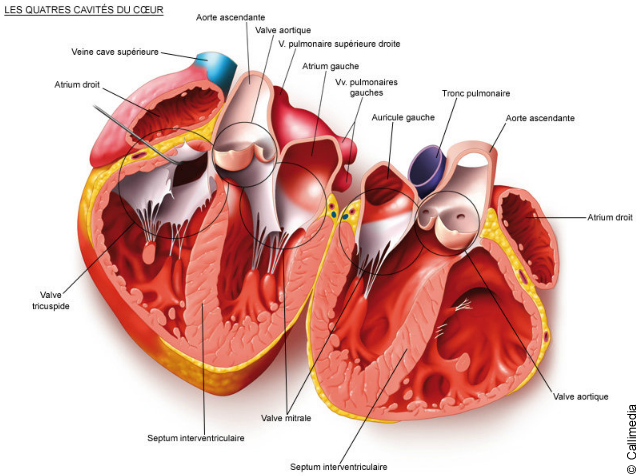 LES QUATRES CAVITÉS DU CŒUR
Aorte ascendante
Valve aortique
V. pulmonaire supérieure droite
Veine cave supérieure
Atrium gauche
Atrium droit
Vv. pulmonaires
gauches
Tronc pulmonaire
Auricule gauche
Aorte ascendante
Atrium droit
Valve
tricuspide
Valve aortique
Valve mitrale
Septum interventriculaire
Septum interventriculaire
© Callimedia